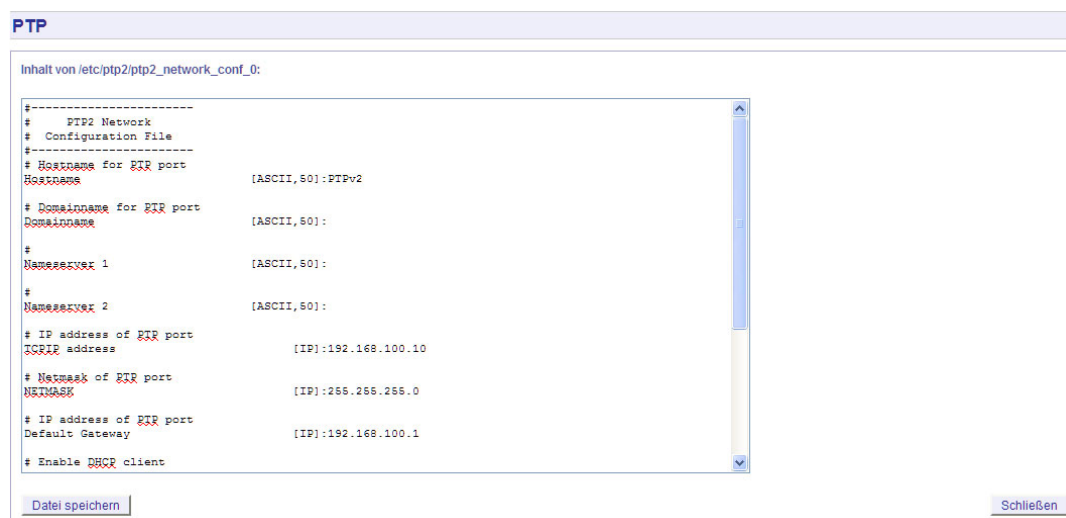 PTP
Inhalt von /etc/ptp2/ptp2_network_conf_0:
#-----------------------
# PTP2 Network
# Configuration File
#-----------------------
# Hostname for PTP port
Hostname [ASCII,50]:PTPv2
# Domainname for PTP port
Domainname [ASCII,50]:
#
Nameserver 1 [ASCII,50]:
#
Nameserver 2 [ASCII,50]:
# IP address of PTP port
TCPIP address [IP]:192.168.100.10
# Netmask of PTP port
NETMASK [IP]:255.255.255.0
# IP address of PTP port
Default Gateway [IP]:192.168.100.1
# Enable DHCP client
Datei speichern Schließen